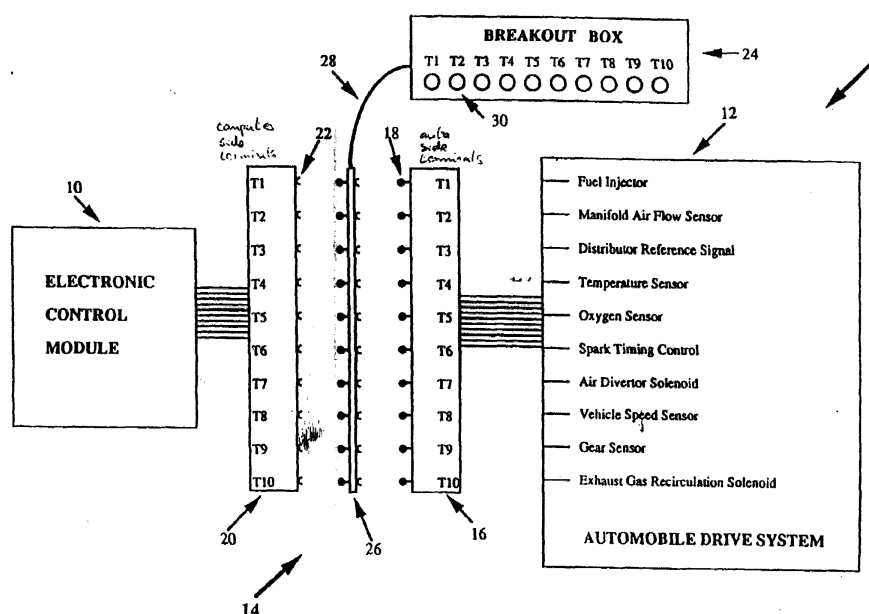 BREAKOUT BOX
T1 T2 T3 T4 T5 T6 T7 T8 T9 T10
24
28
30
12
computer
side
terminals
22
18
auto
side
terminals
10
ELECTRONIC
CONTROL
MODULE
T1
T2
T3
T4
T5
T6
T7
T8
T9
T10
T1
T2
T3
T4
T5
T6
T7
T8
T9
T10
Fuel Injector
Manifold Air Flow Sensor
Distributor Reference Signal
Temperature Sensor
Oxygen Sensor
Spark Timing Control
Air Divertor Solenoid
Vehicle Speed Sensor
Gear Sensor
Exhaust Gas Recirculation Solenoid
AUTOMOBILE DRIVE SYSTEM
20
26
16
14